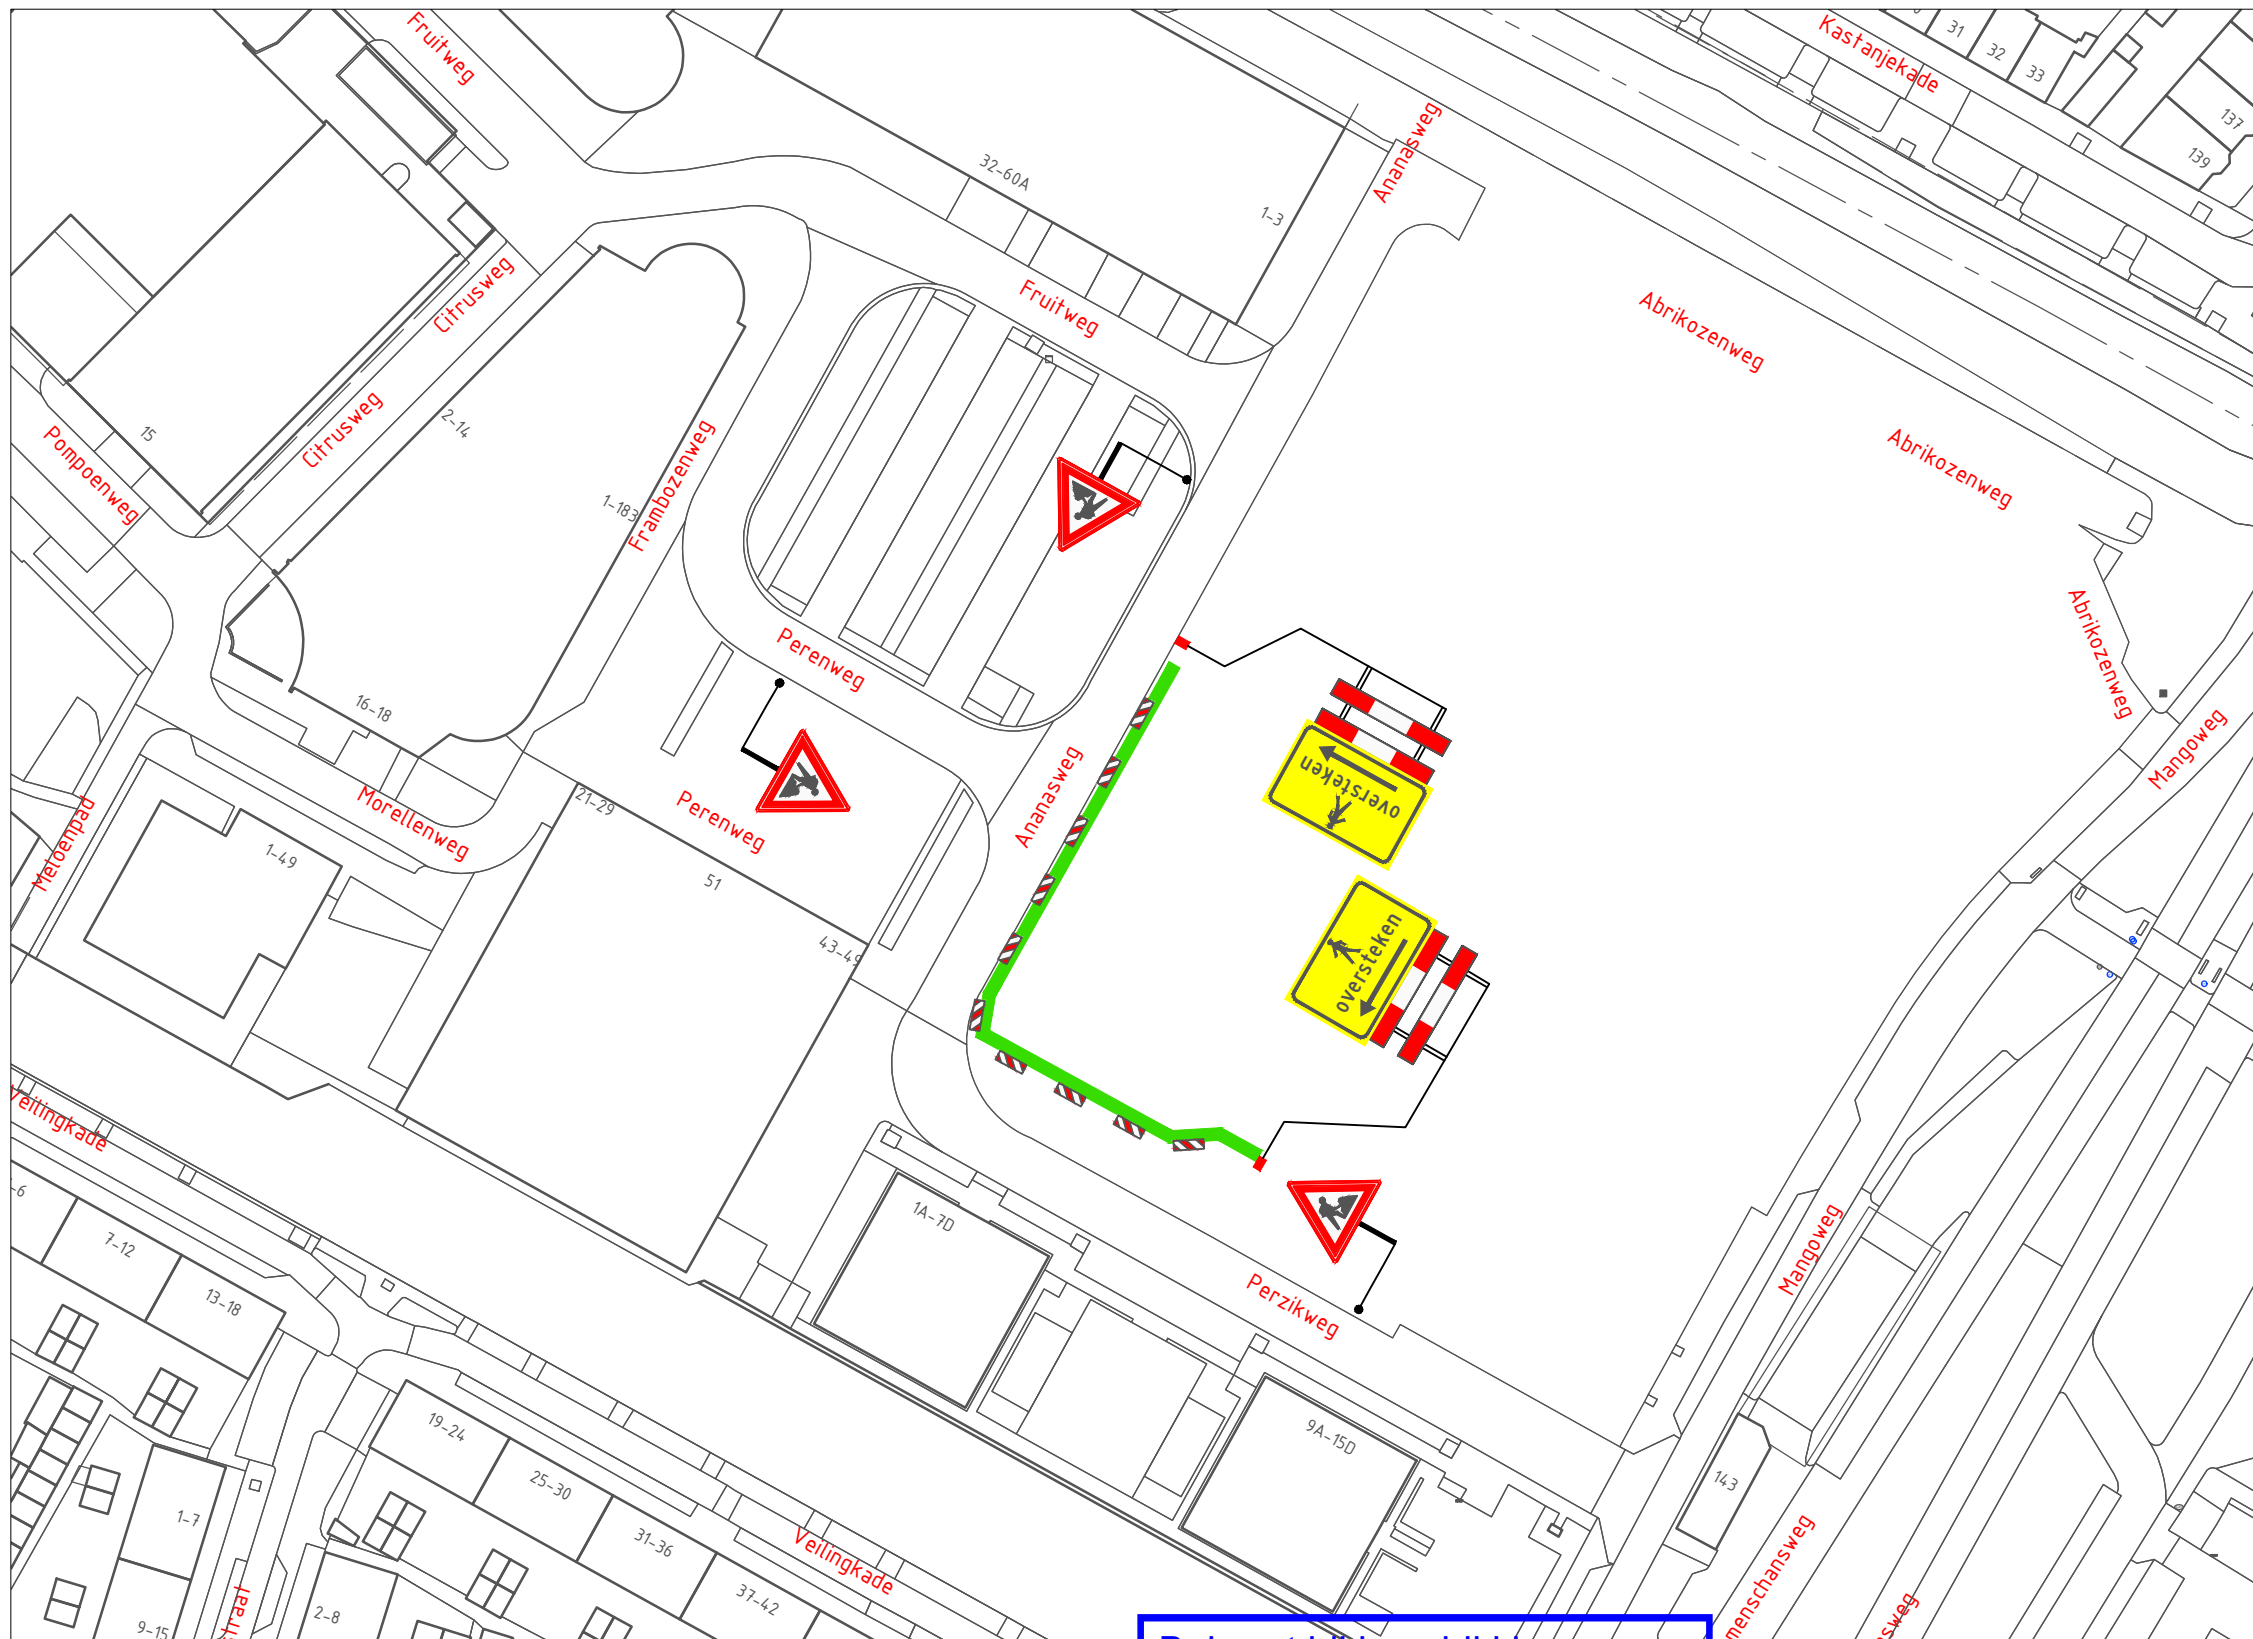 Fruitweg
Kastanjekade
31
32
33
137
139
Ananasweg
32-60A
1-3
Citrusweg
Fruitweg
Abrikozenweg
Citrusweg
2-14
15
Pompoenweg
Frambozenweg
1-183
Abrikozenweg
Abrikozenweg
Perenweg
16-18
Mangoweg
oversteken
Ananasweg
21-29
Morellenweg
Perenweg
Meloenpad
1-49
51
43-49
oversteken
Veilingkade
-6
7-12
13-18
1A-7D
Mangoweg
Perzikweg
19-24
25-30
31-36
37-42
9A-15D
143
1-7
Veilingkade
2-8
9-15
menschansweg
sweg
straal